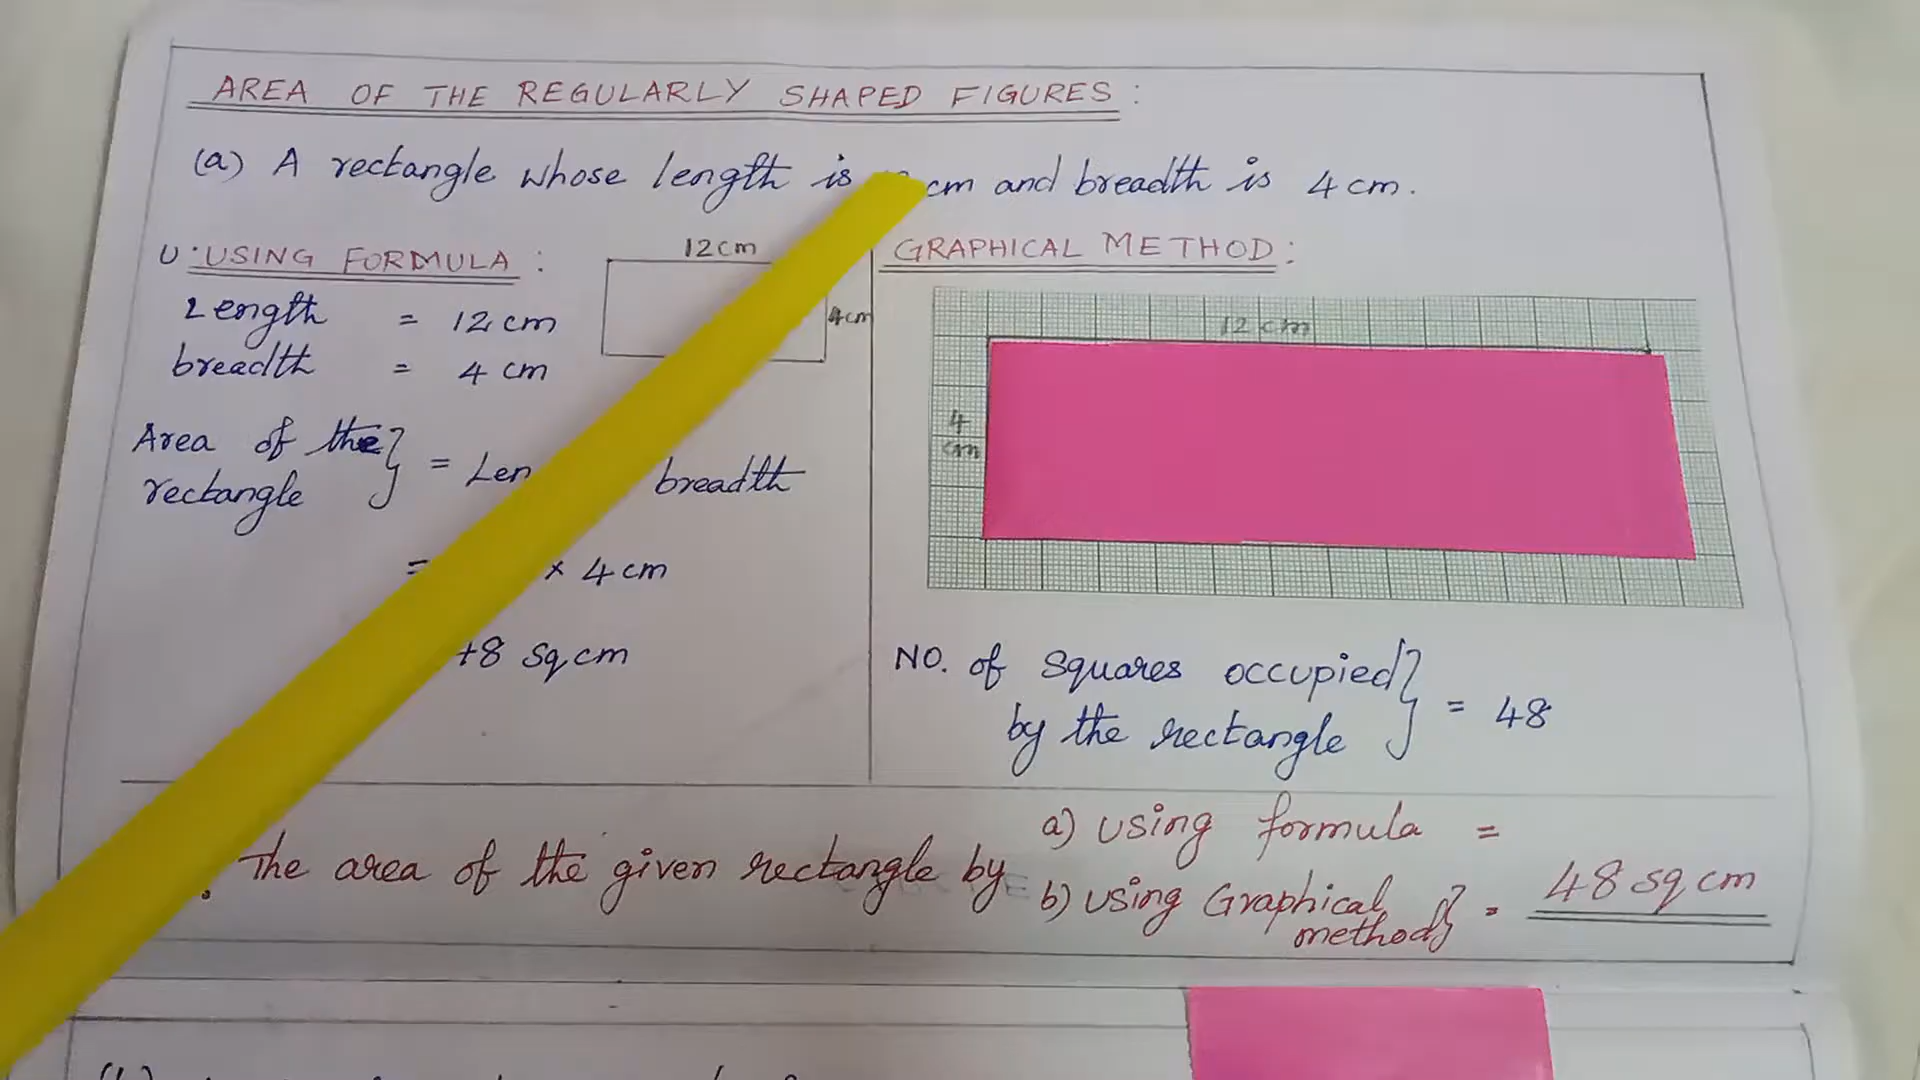 AREA OF THE REGULARLY SHAPED FIGURES :
(a) A rectangle whose length is cm and breadth is 4 cm.
USING FORMULA :
Length = 12 cm
breadth = 4 cm
12cm
4cm
Area of the
rectangle } = breadth
= × 4 cm
8 sq cm
GRAPHICAL METHOD :
12 cm
4
cm
NO. of squares occupied
by the rectangle } = 48
The area of the given rectangle by
a) using formula =
b) using Graphical
method } = 48 sq cm